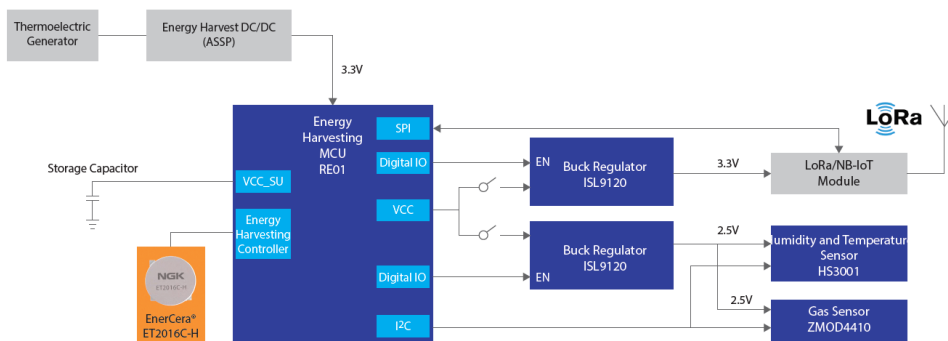 Thermoelectric
Generator
Energy Harvest DC/DC
(ASSP)
3.3V
Energy
Harvesting
MCU
RE01
SPI
Digital IO
VCC_SU
VCC
Energy
Harvesting
Controller
Digital IO
I²C
Storage Capacitor
NGK
ET2016C-H
EnerCera®
ET2016C-H
EN
Buck Regulator
ISL9120
3.3V
LoRa
LoRa/NB-IoT
Module
Buck Regulator
ISL9120
EN
2.5V
umidity and Temperature
Sensor
HS3001
2.5V
Gas Sensor
ZMOD4410